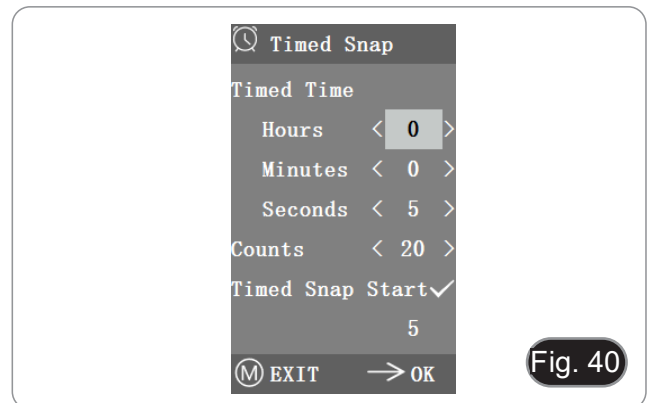 Timed Snap
Timed Time
Hours < 0 >
Minutes < 0 >
Seconds < 5 >
Counts < 20 >
Timed Snap Start✓
5
M EXIT → OK
Fig. 40